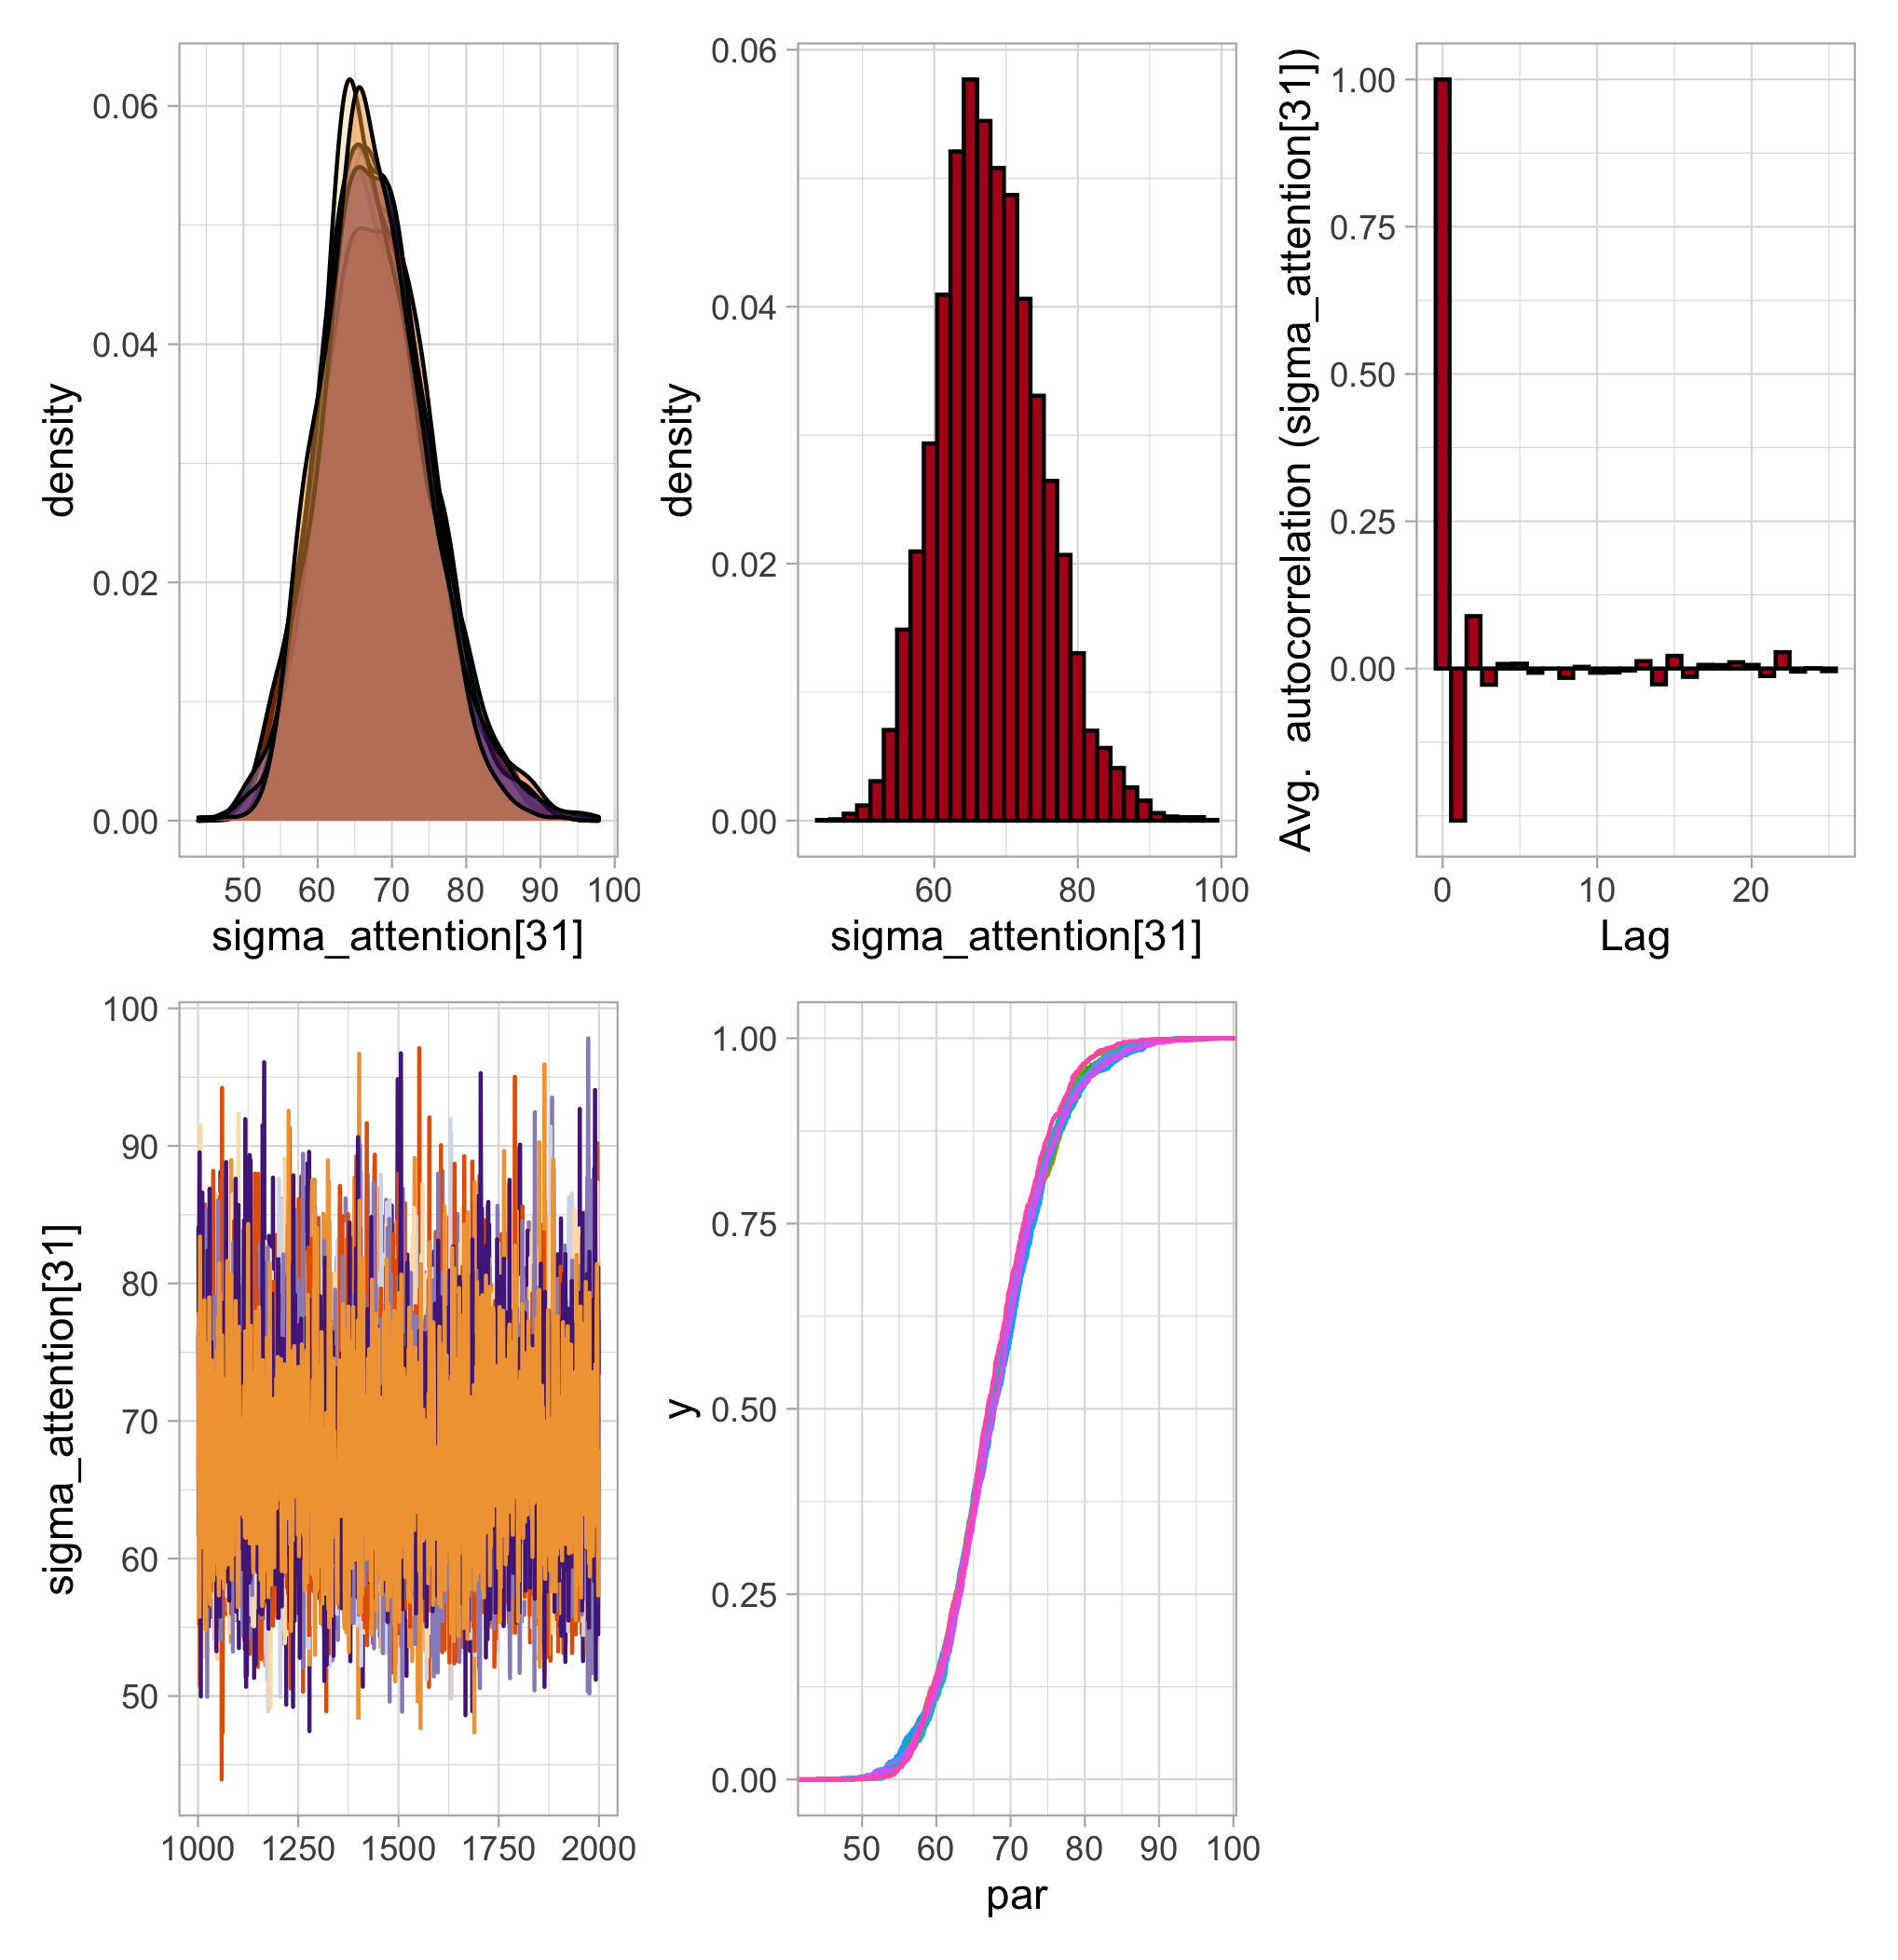 density
0.06
0.04
0.02
0.00
50 60 70 80 90 100
sigma_attention[31]
density
0.06
0.04
0.02
0.00
60 80 100
sigma_attention[31]
Avg. autocorrelation (sigma_attention[31])
1.00
0.75
0.50
0.25
0.00
0 10 20
Lag
sigma_attention[31]
100
90
80
70
60
50
1000 1250 1500 1750 2000
y
1.00
0.75
0.50
0.25
0.00
50 60 70 80 90 100
par